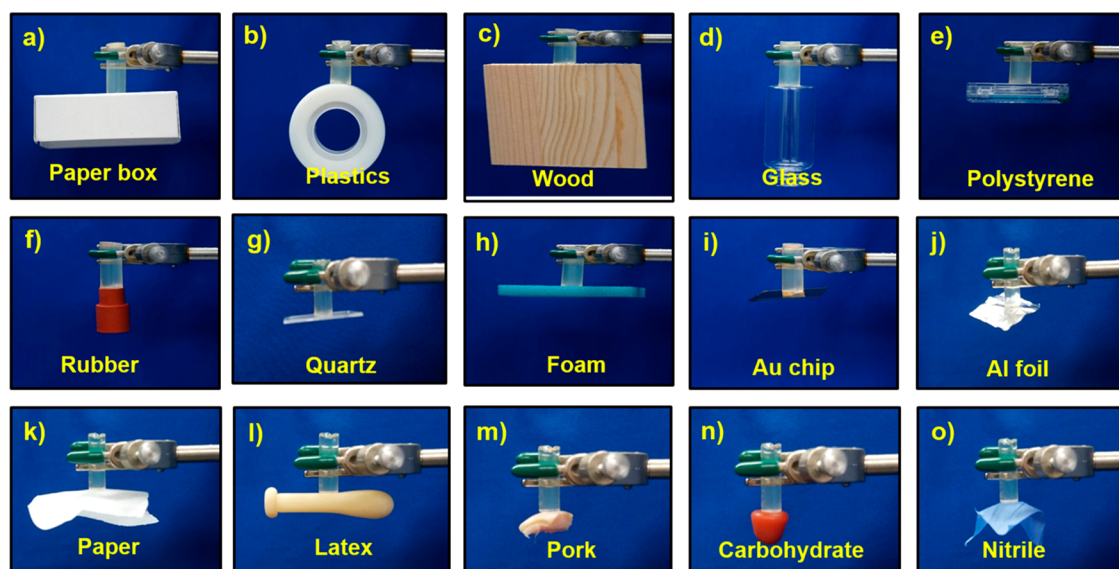 a)
b)
c)
d)
e)
Paper box
Plastics
Wood
Glass
Polystyrene
f)
g)
h)
i)
j)
Rubber
Quartz
Foam
Au chip
Al foil
k)
l)
m)
n)
o)
Paper
Latex
Pork
Carbohydrate
Nitrile